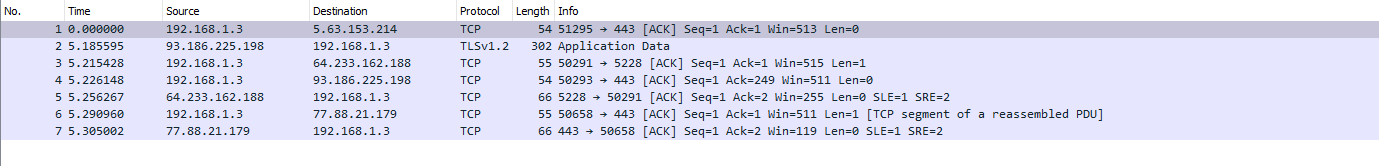 No. Time Source Destination Protocol Length Info
1 0.000000 192.168.1.3 5.63.153.214 TCP 54 51295 → 443 [ACK] Seq=1 Ack=1 Win=513 Len=0
2 5.185595 93.186.225.198 192.168.1.3 TLSv1.2 302 Application Data
3 5.215428 192.168.1.3 64.233.162.188 TCP 55 50291 → 5228 [ACK] Seq=1 Ack=1 Win=515 Len=1
4 5.226148 192.168.1.3 93.186.225.198 TCP 54 50293 → 443 [ACK] Seq=1 Ack=249 Win=511 Len=0
5 5.256267 64.233.162.188 192.168.1.3 TCP 66 5228 → 50291 [ACK] Seq=1 Ack=2 Win=255 Len=0 SLE=1 SRE=2
6 5.290960 192.168.1.3 77.88.21.179 TCP 55 50658 → 443 [ACK] Seq=1 Ack=1 Win=511 Len=1 [TCP segment of a reassembled PDU]
7 5.305002 77.88.21.179 192.168.1.3 TCP 66 443 → 50658 [ACK] Seq=1 Ack=2 Win=119 Len=0 SLE=1 SRE=2